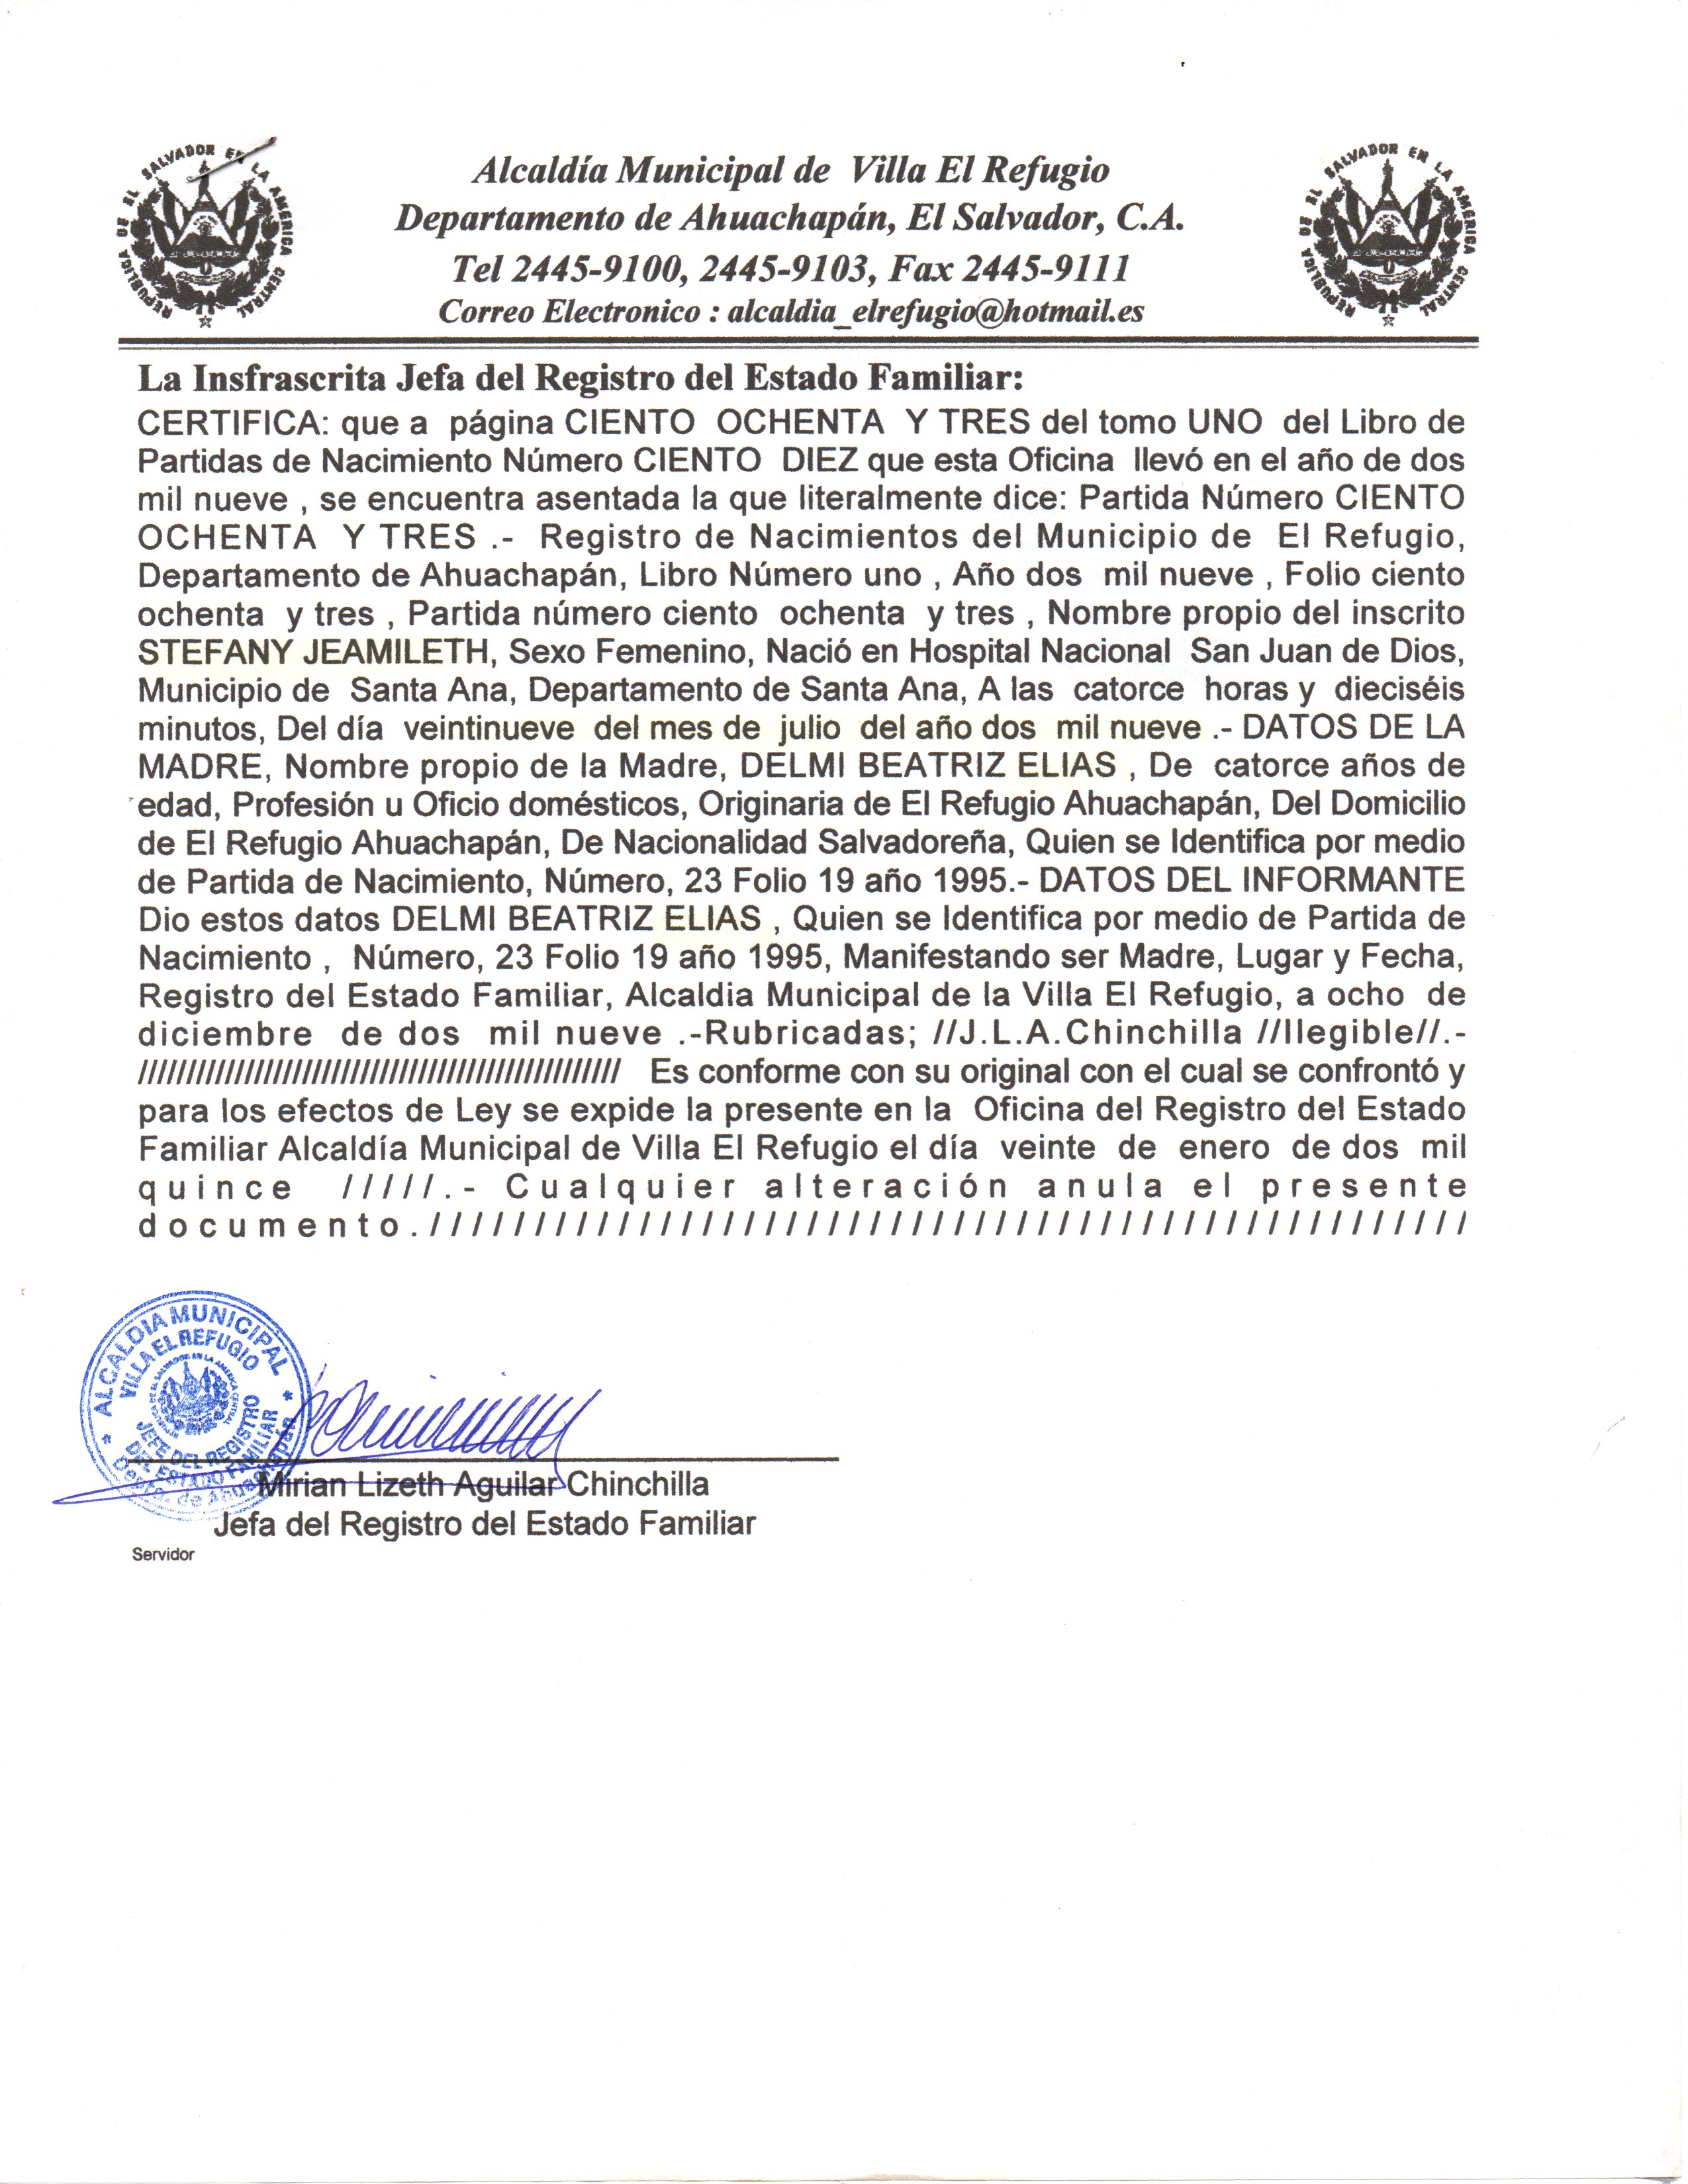 REPUBLICA DE EL SALVADOR EN LA AMERICA CENTRAL
Alcaldía Municipal de Villa El Refugio
Departamento de Ahuachapán, El Salvador, C.A.
Tel 2445-9100, 2445-9103, Fax 2445-9111
Correo Electronico : alcaldia_elrefugio@hotmail.es
REPUBLICA DE EL SALVADOR EN LA AMERICA CENTRAL
La Insfrascrita Jefa del Registro del Estado Familiar:
CERTIFICA: que a página CIENTO OCHENTA Y TRES del tomo UNO del Libro de
Partidas de Nacimiento Número CIENTO DIEZ que esta Oficina llevó en el año de dos
mil nueve , se encuentra asentada la que literalmente dice: Partida Número CIENTO
OCHENTA Y TRES .- Registro de Nacimientos del Municipio de El Refugio,
Departamento de Ahuachapán, Libro Número uno , Año dos mil nueve , Folio ciento
ochenta y tres , Partida número ciento ochenta y tres , Nombre propio del inscrito
STEFANY JEAMILETH, Sexo Femenino, Nació en Hospital Nacional San Juan de Dios,
Municipio de Santa Ana, Departamento de Santa Ana, A las catorce horas y dieciséis
minutos, Del día veintinueve del mes de julio del año dos mil nueve .- DATOS DE LA
MADRE, Nombre propio de la Madre, DELMI BEATRIZ ELIAS , De catorce años de
edad, Profesión u Oficio domésticos, Originaria de El Refugio Ahuachapán, Del Domicilio
de El Refugio Ahuachapán, De Nacionalidad Salvadoreña, Quien se Identifica por medio
de Partida de Nacimiento, Número, 23 Folio 19 año 1995.- DATOS DEL INFORMANTE
Dio estos datos DELMI BEATRIZ ELIAS , Quien se Identifica por medio de Partida de
Nacimiento , Número, 23 Folio 19 año 1995, Manifestando ser Madre, Lugar y Fecha,
Registro del Estado Familiar, Alcaldia Municipal de la Villa El Refugio, a ocho de
diciembre de dos mil nueve .-Rubricadas; //J.L.A.Chinchilla //Ilegible//.-
////////////////////////////////////////////////// Es conforme con su original con el cual se confrontó y
para los efectos de Ley se expide la presente en la Oficina del Registro del Estado
Familiar Alcaldía Municipal de Villa El Refugio el día veinte de enero de dos mil
quince /////.- Cualquier alteración anula el presente
documento.////////////////////////////////////////
ALCALDIA MUNICIPAL
VILLA EL REFUGIO
JEFE DEL REGISTRO
DEL ESTADO FAMILIAR
Depto. de Ahuachapán
Mirian Lizeth Aguilar Chinchilla
Jefa del Registro del Estado Familiar
Servidor